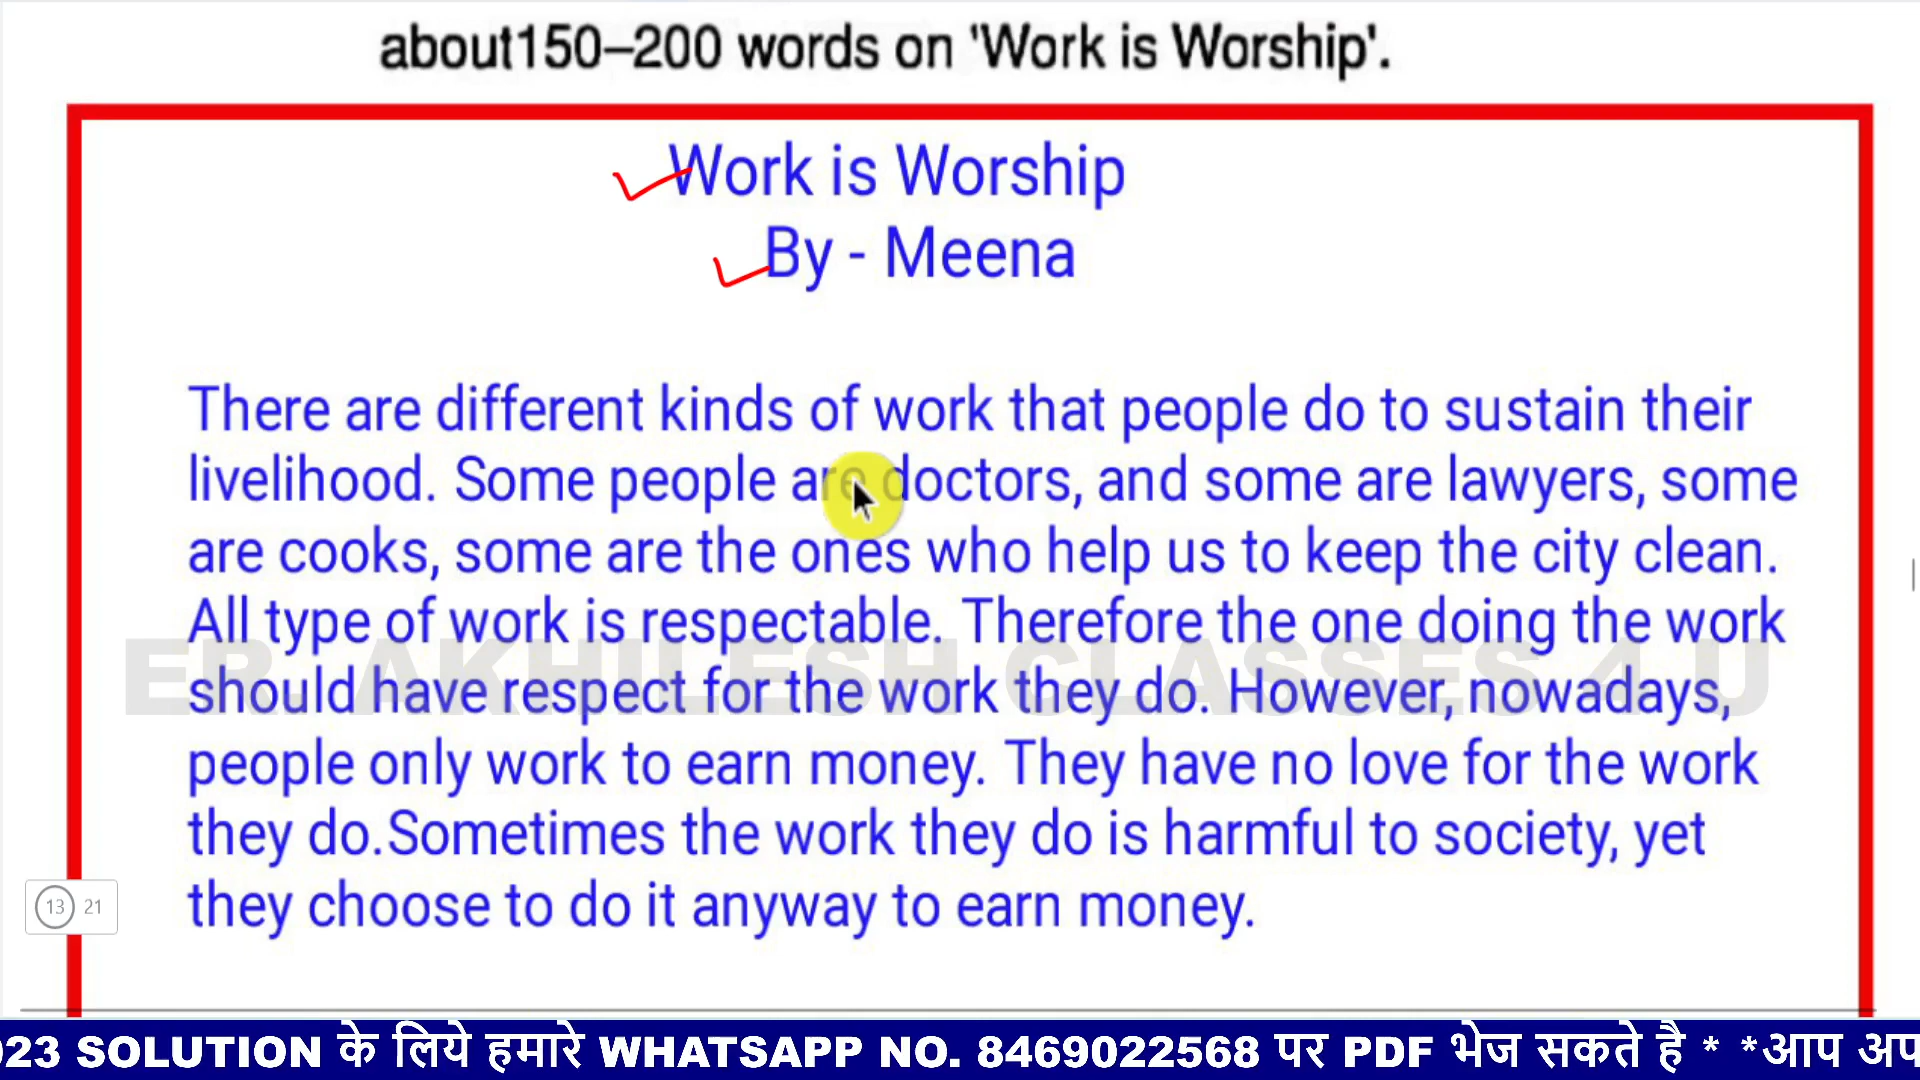 about150–200 words on 'Work is Worship'.
Work is Worship
By - Meena
There are different kinds of work that people do to sustain their
livelihood. Some people are doctors, and some are lawyers, some
are cooks, some are the ones who help us to keep the city clean.
All type of work is respectable. Therefore the one doing the work
ER. AKHILESH CLASSES 4 U
should have respect for the work they do. However, nowadays,
people only work to earn money. They have no love for the work
they do.Sometimes the work they do is harmful to society, yet
they choose to do it anyway to earn money.
13 21
023 SOLUTION के लिये हमारे WHATSAPP NO. 8469022568 पर PDF भेज सकते है * *आप अप